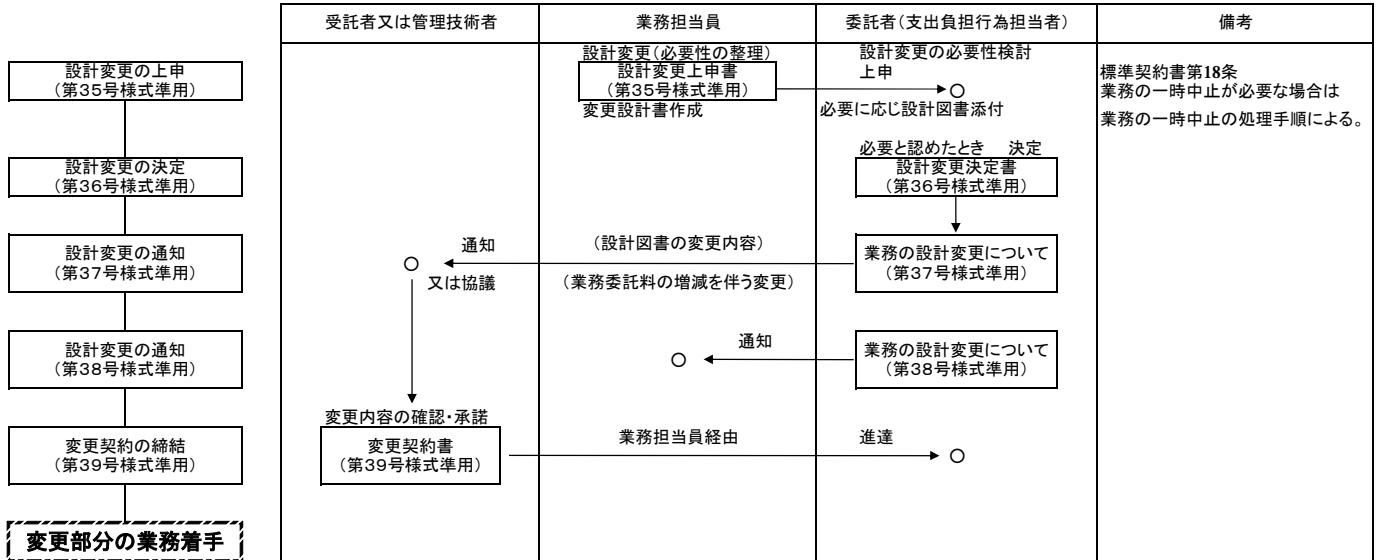 受託者又は管理技術者
業務担当員
委託者(支出負担行為担当者)
備考
設計変更の上申
(第35号様式準用)
設計変更(必要性の整理)
設計変更上申書
(第35号様式準用)
変更設計書作成
設計変更の必要性検討
上申
必要に応じ設計図書添付
標準契約書第18条
業務の一時中止が必要な場合は
業務の一時中止の処理手順による。
設計変更の決定
(第36号様式準用)
必要と認めたとき 決定
設計変更決定書
(第36号様式準用)
設計変更の通知
(第37号様式準用)
通知
又は協議
(設計図書の変更内容)
(業務委託料の増減を伴う変更)
業務の設計変更について
(第37号様式準用)
設計変更の通知
(第38号様式準用)
通知
業務の設計変更について
(第38号様式準用)
変更契約の締結
(第39号様式準用)
変更内容の確認・承諾
変更契約書
(第39号様式準用)
業務担当員経由
進達
変更部分の業務着手